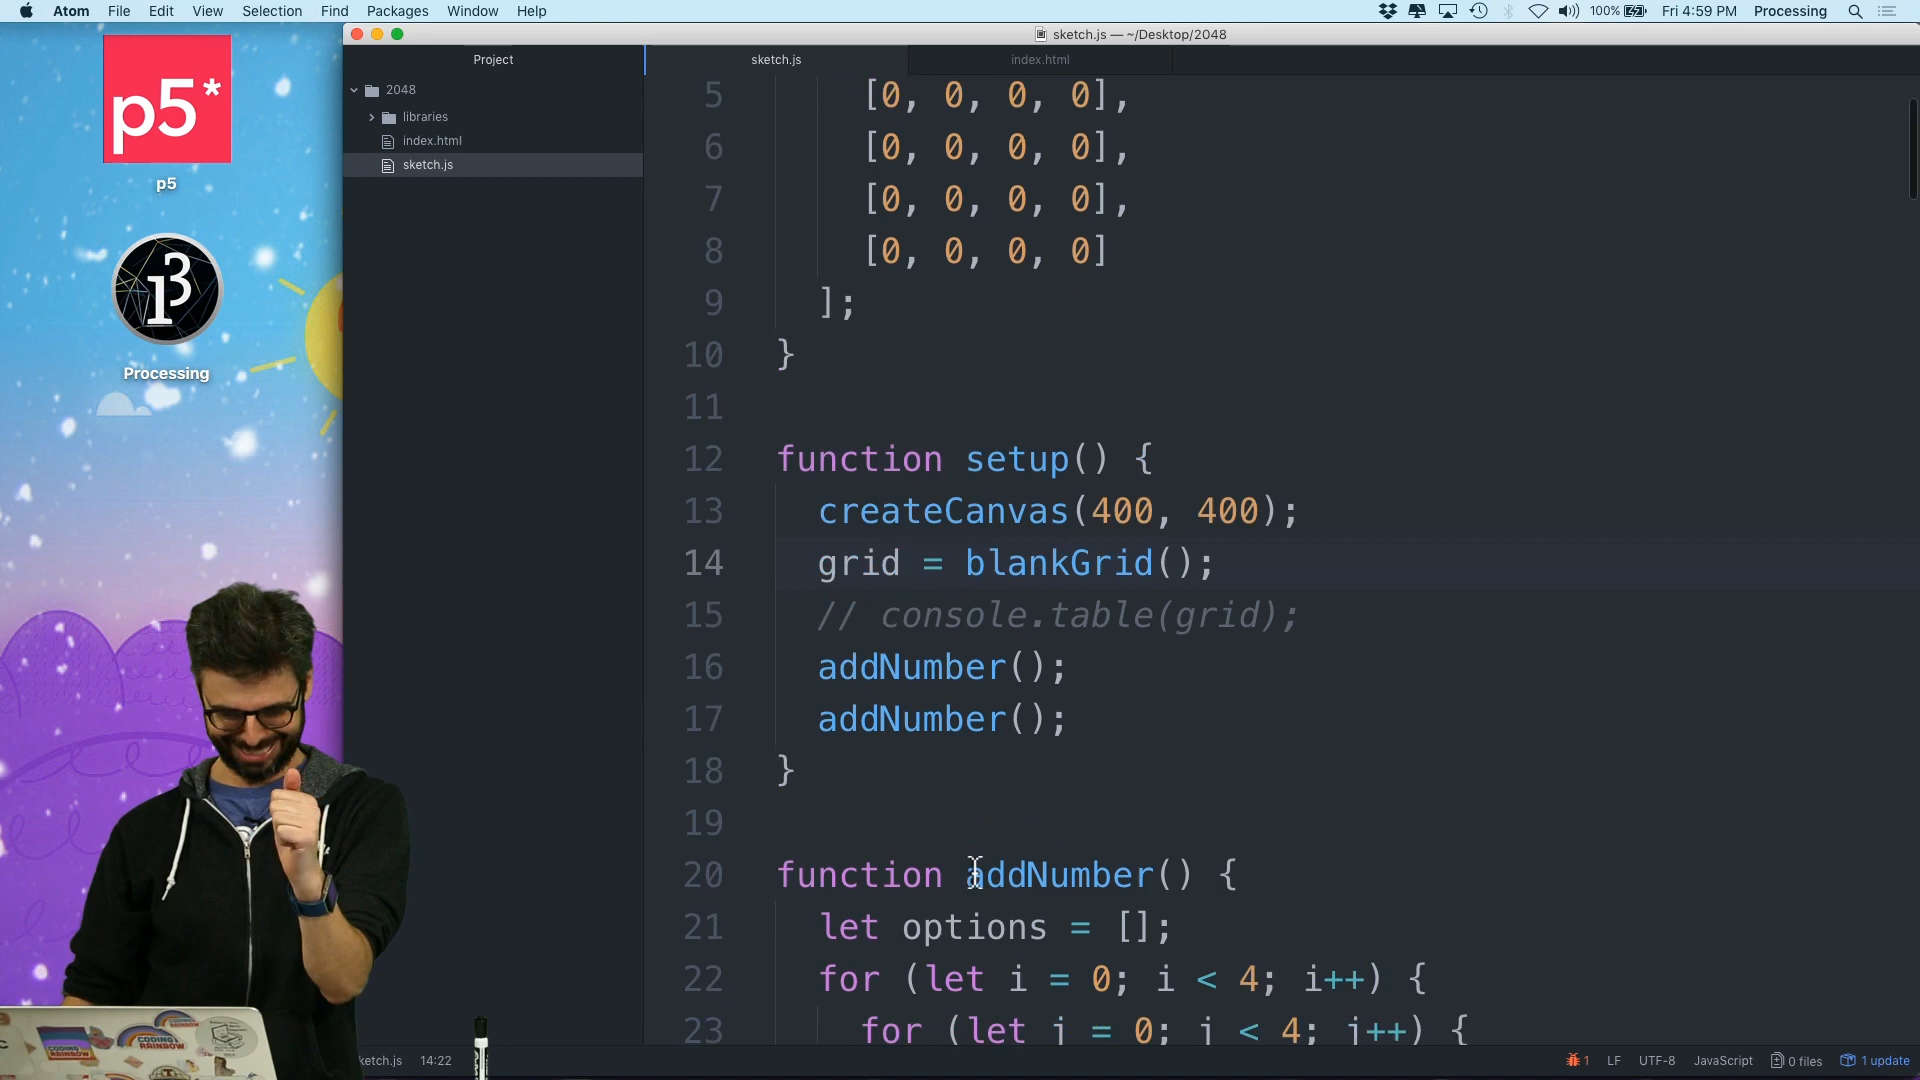 Atom File Edit View Selection Find Packages Window Help 100% Fri 4:59 PM Processing
sketch.js — ~/Desktop/2048
Project sketch.js index.html
2048
libraries
index.html
sketch.js
p5*
p5
Processing
5 [0, 0, 0, 0],
6 [0, 0, 0, 0],
7 [0, 0, 0, 0],
8 [0, 0, 0, 0]
9 ];
10 }
11
12 function setup() {
13 createCanvas(400, 400);
14 grid = blankGrid();
15 // console.table(grid);
16 addNumber();
17 addNumber();
18 }
19
20 function addNumber() {
21 let options = [];
22 for (let i = 0; i < 4; i++) {
23 for (let j = 0; j < 4; j++) {
ketch.js 14:22 1 LF UTF-8 JavaScript 0 files 1 update
CODING
RAINBOW